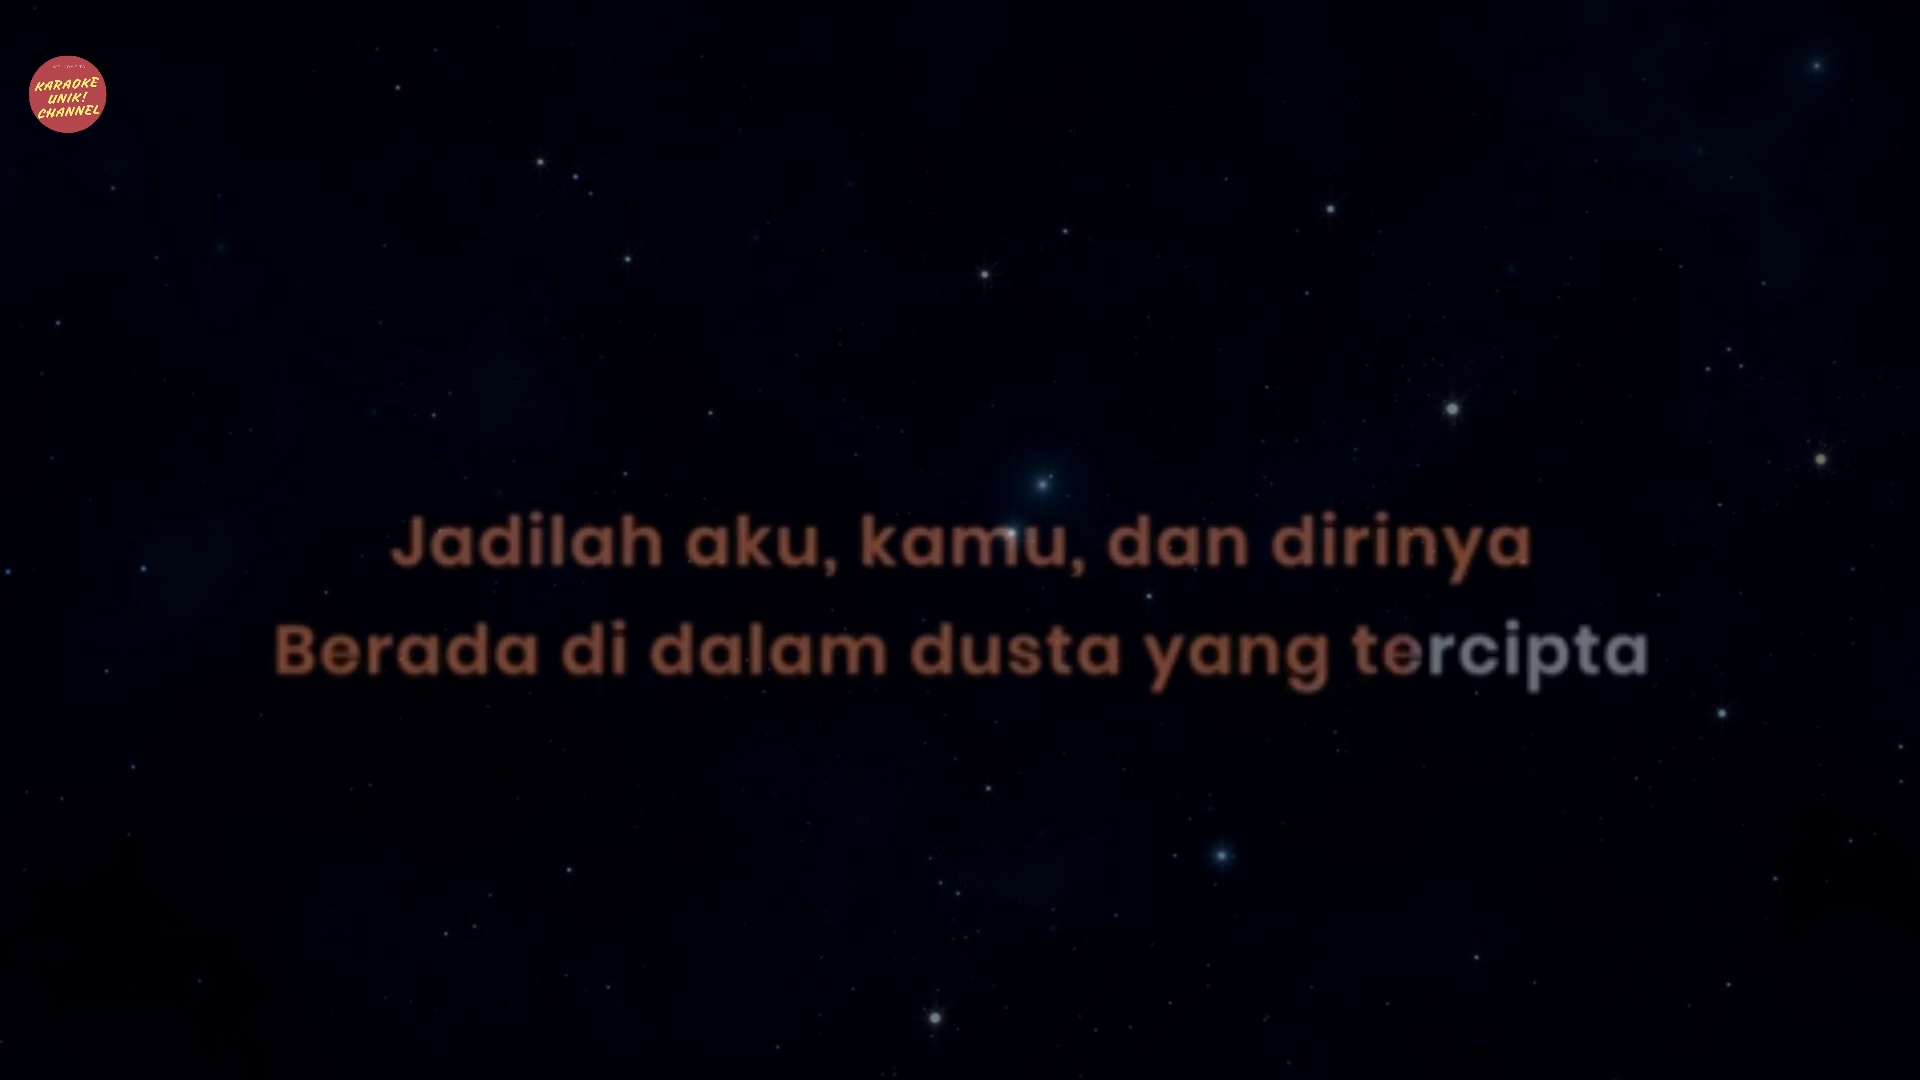 KARAOKE
UNIK!
CHANNEL
Jadilah aku, kamu, dan dirinya
Berada di dalam dusta yang tercipta